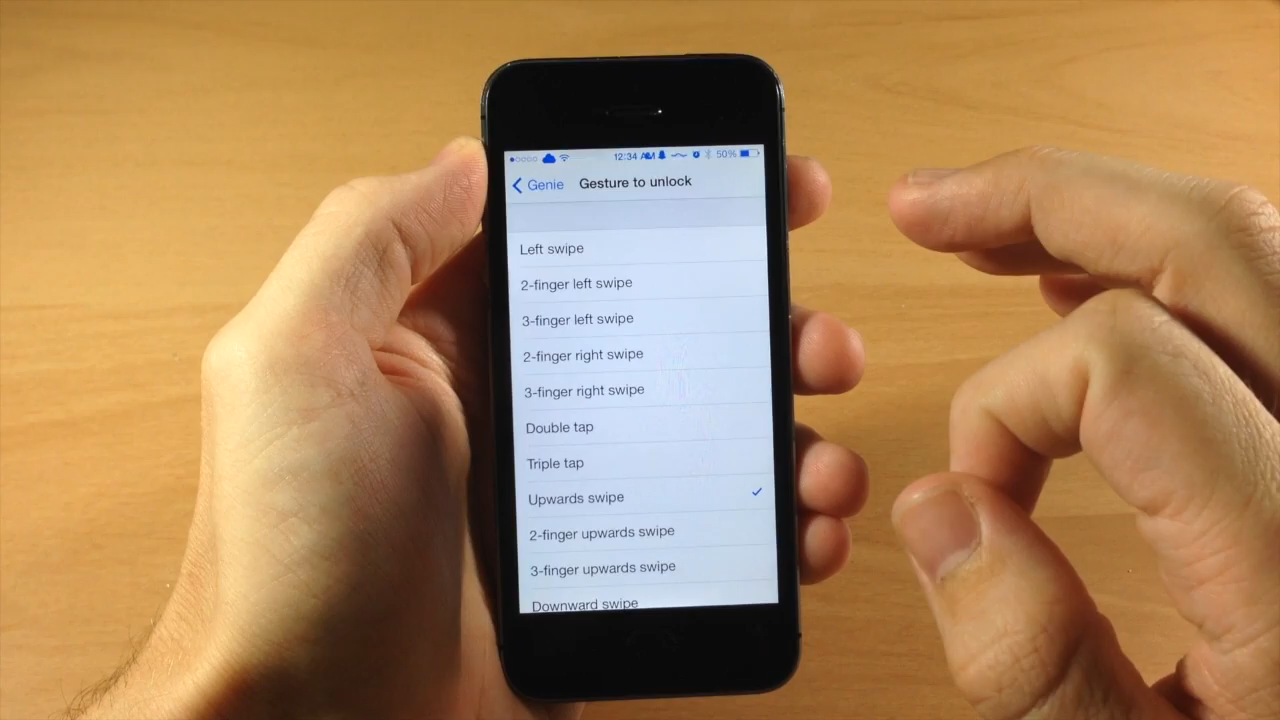 12:34 AM 50%
Genie Gesture to unlock
Left swipe
2-finger left swipe
3-finger left swipe
2-finger right swipe
3-finger right swipe
Double tap
Triple tap
Upwards swipe
2-finger upwards swipe
3-finger upwards swipe
Downward swipe